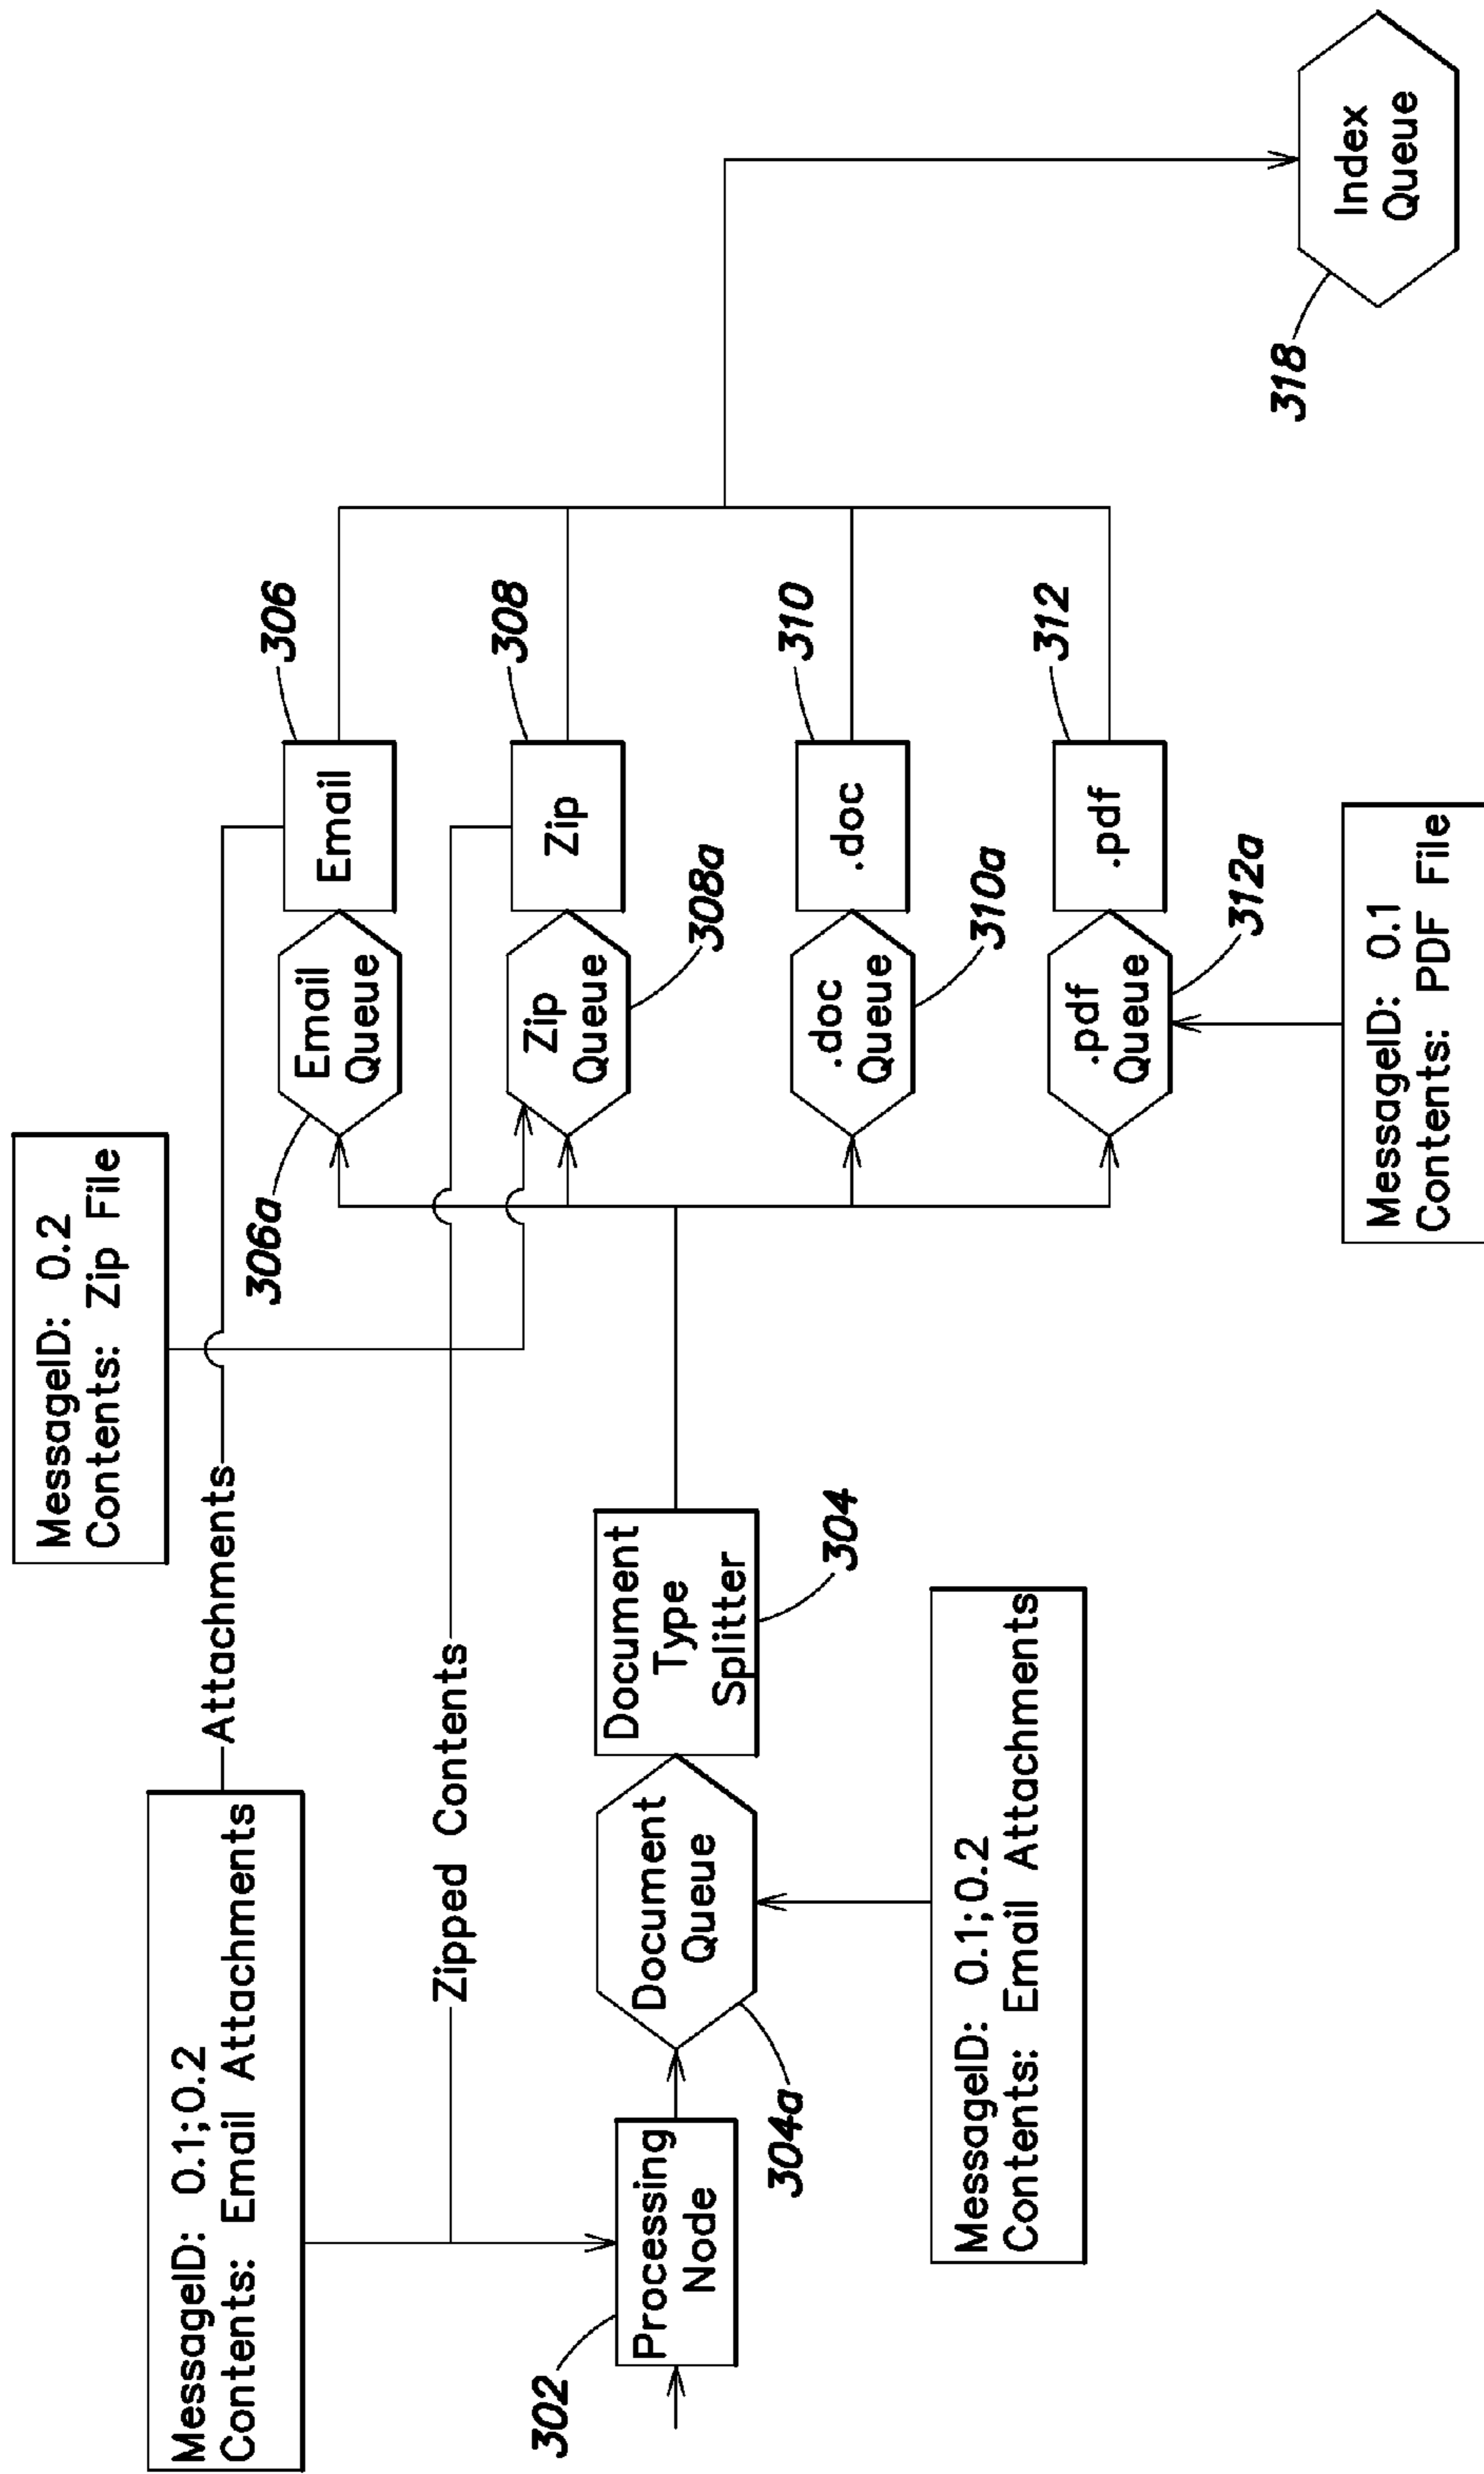 MessageID: 0.2
Contents: Zip File
MessageID: 0.1;0.2
Contents: Email Attachments
Attachments
Zipped Contents
306a
Email
Queue
Email
306
Zip
Queue
308a
Zip
308
302
Processing
Node
Document
Queue
304a
Document
Type
Splitter
304
.doc
Queue
310a
.doc
310
.pdf
Queue
312a
.pdf
312
MessageID: 0.1;0.2
Contents: Email Attachments
MessageID: 0.1
Contents: PDF File
318
Index
Queue